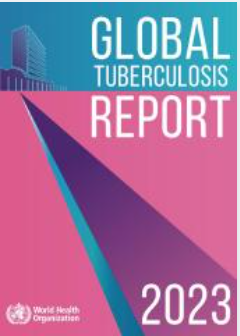 GLOBAL
TUBERCULOSIS
REPORT
World Health
Organization
2023